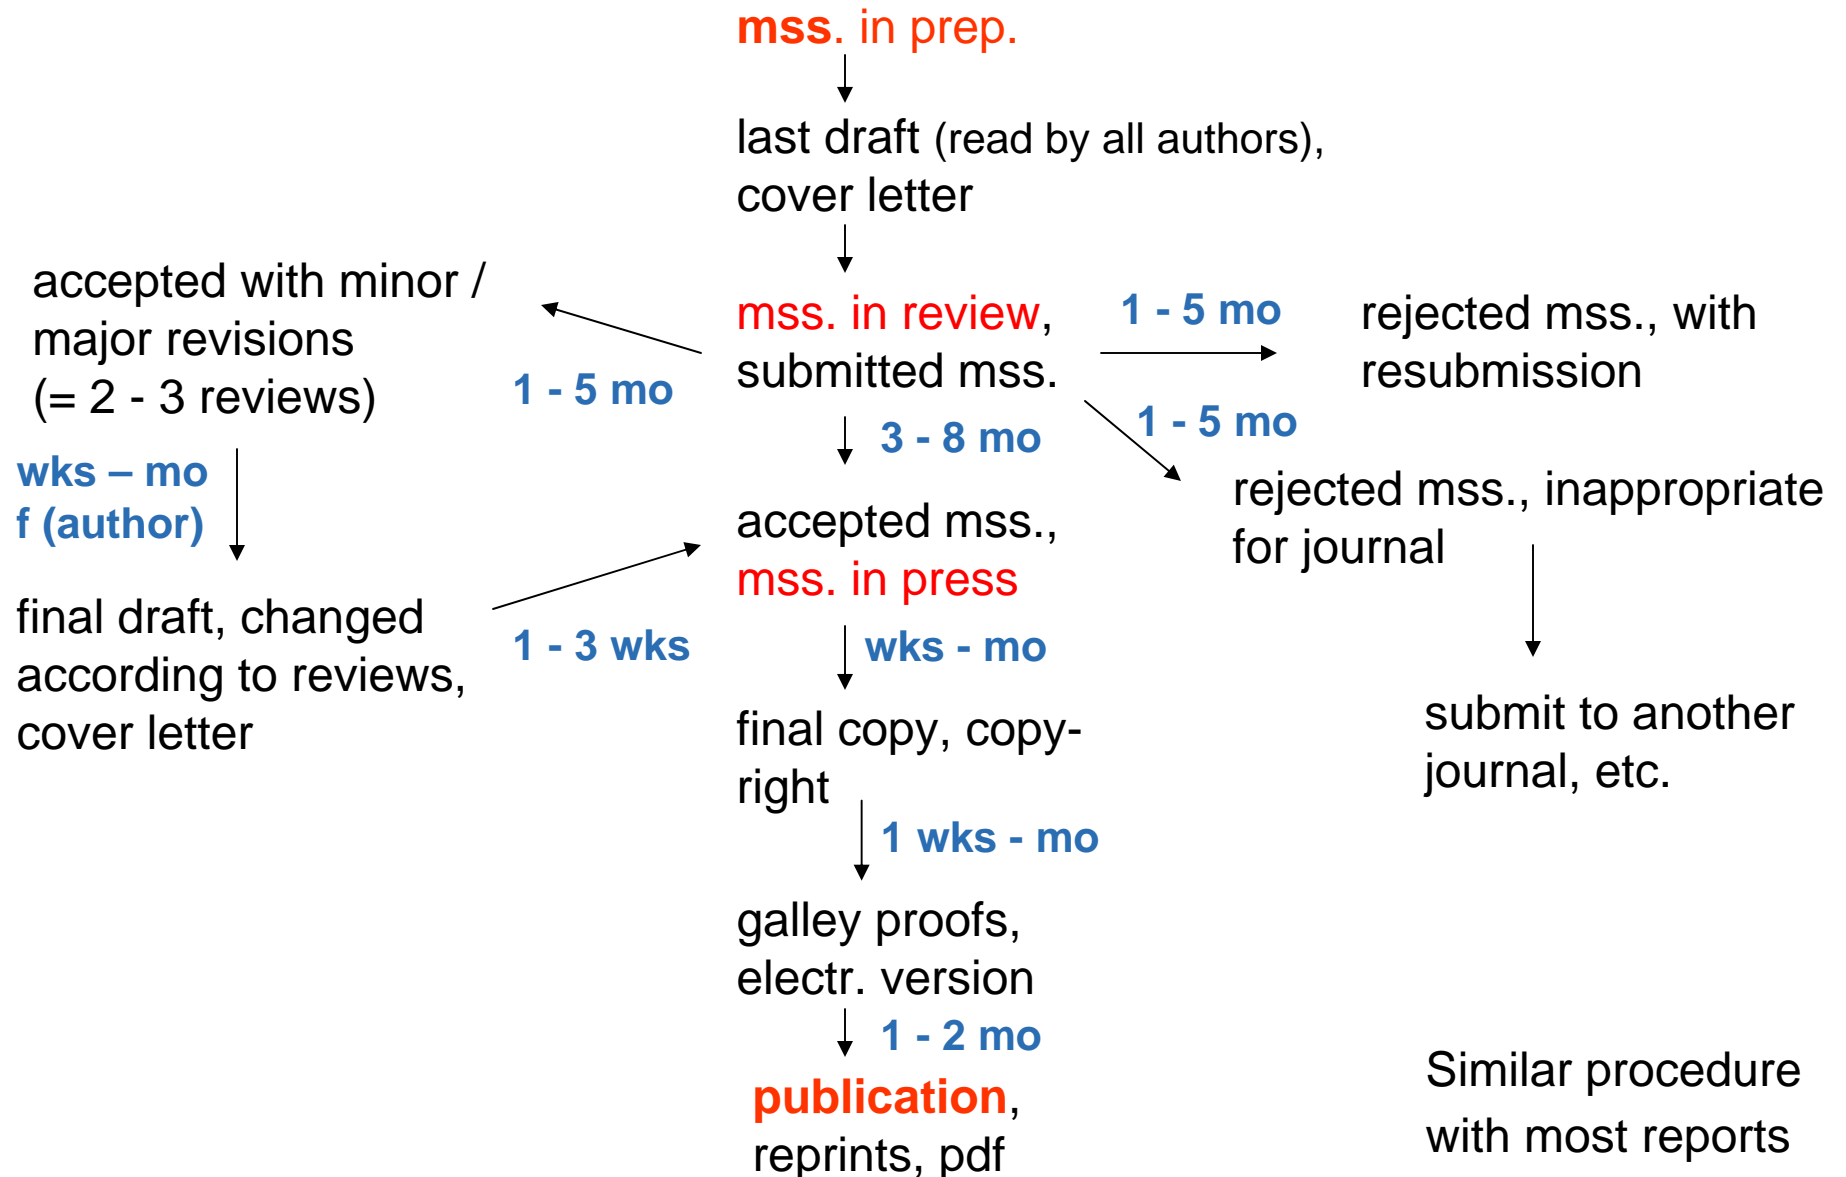 mss. in prep.
last draft (read by all authors),
cover letter
accepted with minor /
major revisions
(= 2 - 3 reviews)
1 - 5 mo
mss. in review,
submitted mss.
1 - 5 mo
rejected mss., with
resubmission
3 - 8 mo
1 - 5 mo
rejected mss., inappropriate
for journal
wks – mo
f (author)
accepted mss.,
mss. in press
final draft, changed
according to reviews,
cover letter
1 - 3 wks
wks - mo
submit to another
journal, etc.
final copy, copy-
right
1 wks - mo
galley proofs,
electr. version
1 - 2 mo
publication,
reprints, pdf
Similar procedure
with most reports